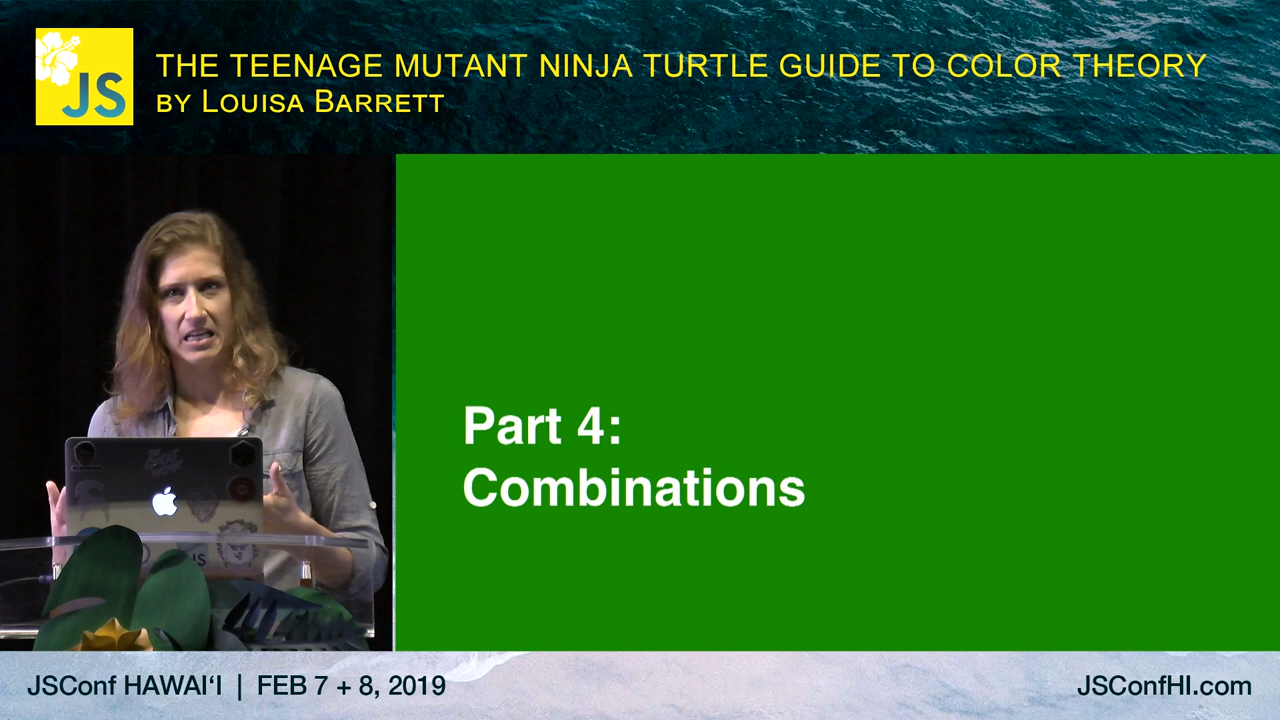 JS
THE TEENAGE MUTANT NINJA TURTLE GUIDE TO COLOR THEORY
BY LOUISA BARRETT
Part 4:
Combinations
JS
JSConf HAWAI‘I | FEB 7 + 8, 2019
JSConfHI.com